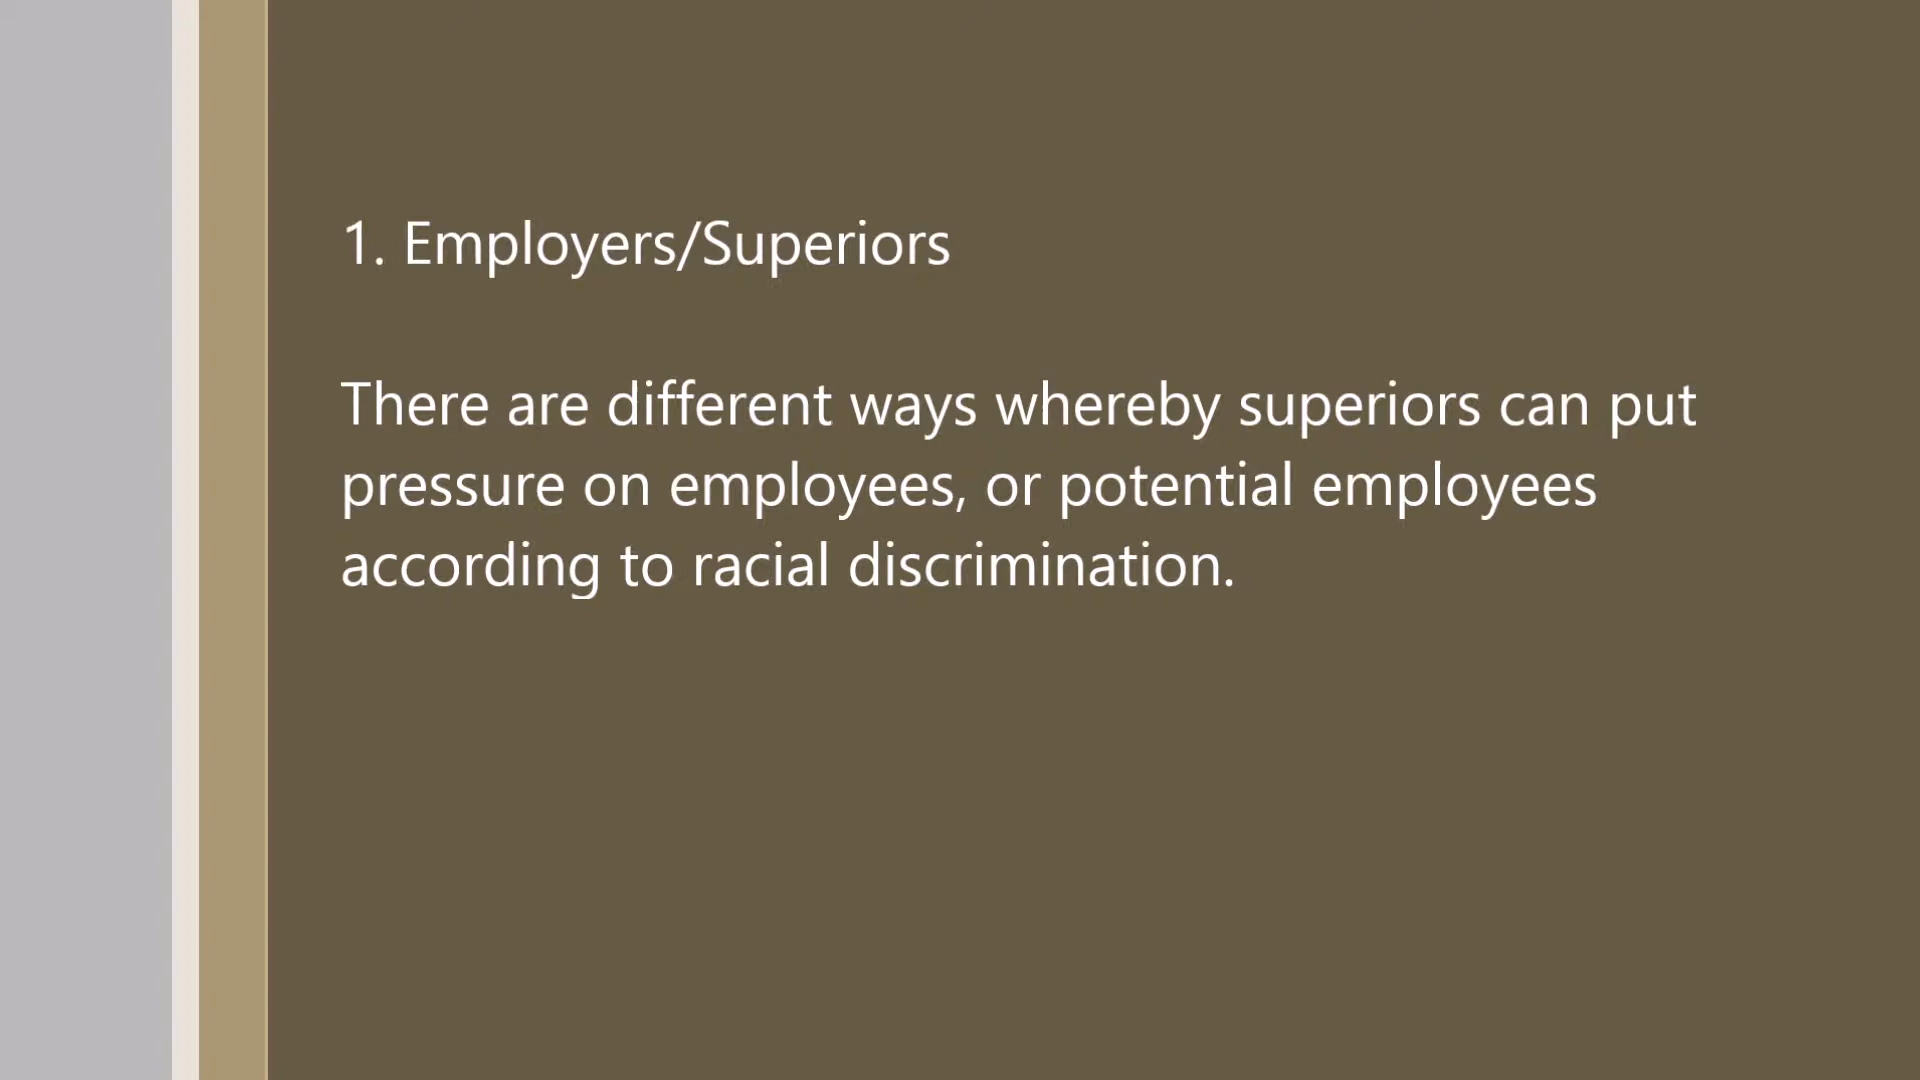 1. Employers/Superiors
There are different ways whereby superiors can put
pressure on employees, or potential employees
according to racial discrimination.